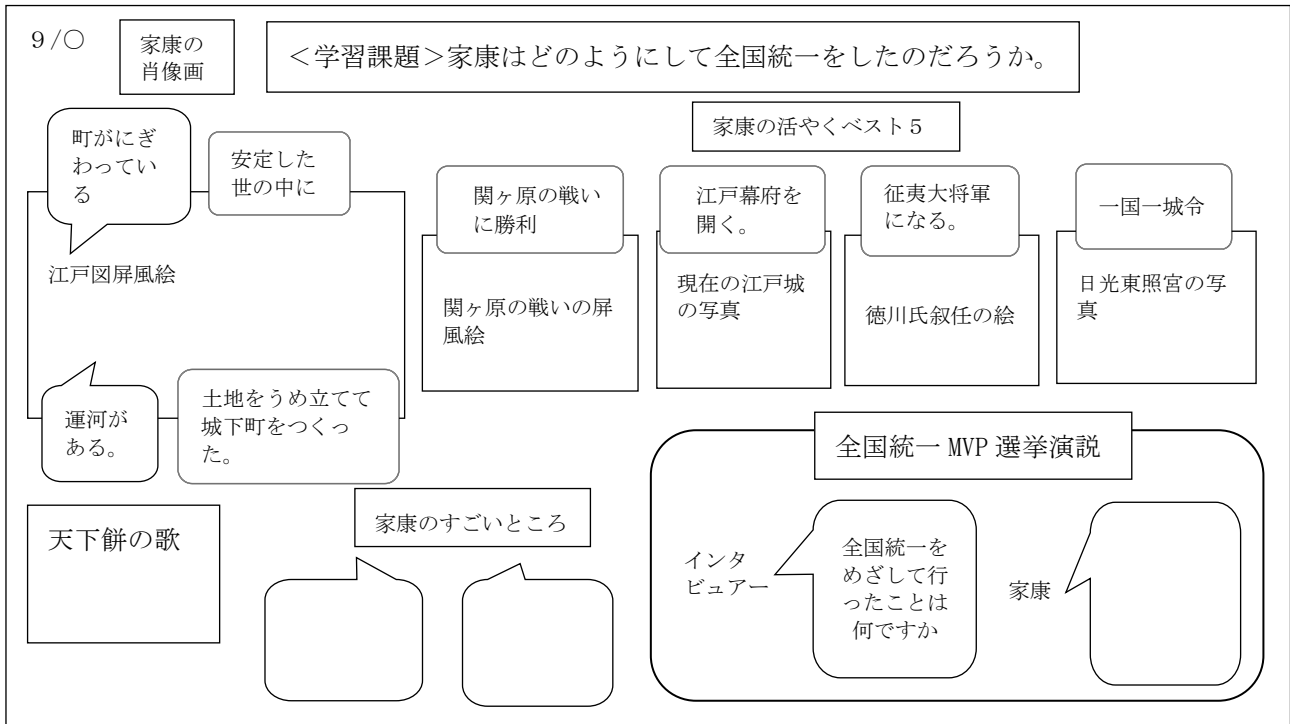 9/○
家康の
肖像画
＜学習課題＞家康はどのようにして全国統一をしたのだろうか。
家康の活やくベスト５
町がにぎ
わってい
る
安定した
世の中に
江戸図屏風絵
運河が
ある。
土地をうめ立てて
城下町をつくっ
た。
関ヶ原の戦い
に勝利
関ヶ原の戦いの屏
風絵
江戸幕府を
開く。
現在の江戸城
の写真
征夷大将軍
になる。
徳川氏叙任の絵
一国一城令
日光東照宮の写
真
天下餅の歌
家康のすごいところ
全国統一 MVP 選挙演説
インタ
ビュアー
全国統一を
めざして行
ったことは
何ですか
家康